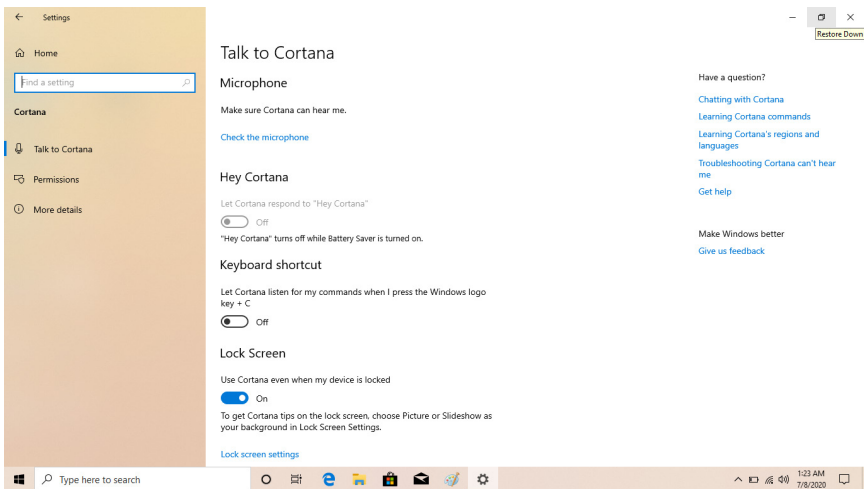 Settings
Restore Down
Home
Find a setting
Cortana
Talk to Cortana
Permissions
More details
Talk to Cortana
Microphone
Make sure Cortana can hear me.
Check the microphone
Hey Cortana
Let Cortana respond to "Hey Cortana"
Off
"Hey Cortana" turns off while Battery Saver is turned on.
Keyboard shortcut
Let Cortana listen for my commands when I press the Windows logo
key + C
Off
Lock Screen
Use Cortana even when my device is locked
On
To get Cortana tips on the lock screen, choose Picture or Slideshow as
your background in Lock Screen Settings.
Lock screen settings
Have a question?
Chatting with Cortana
Learning Cortana commands
Learning Cortana's regions and
languages
Troubleshooting Cortana can't hear
me
Get help
Make Windows better
Give us feedback
Type here to search
1:23 AM
7/8/2020